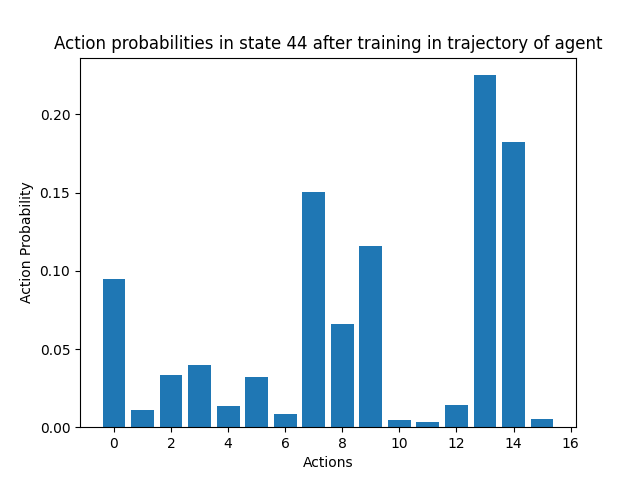 Action probabilities in state 44 after training in trajectory of agent
0.20
0.15
0.10
0.05
0.00
Action Probability
0 2 4 6 8 10 12 14 16
Actions